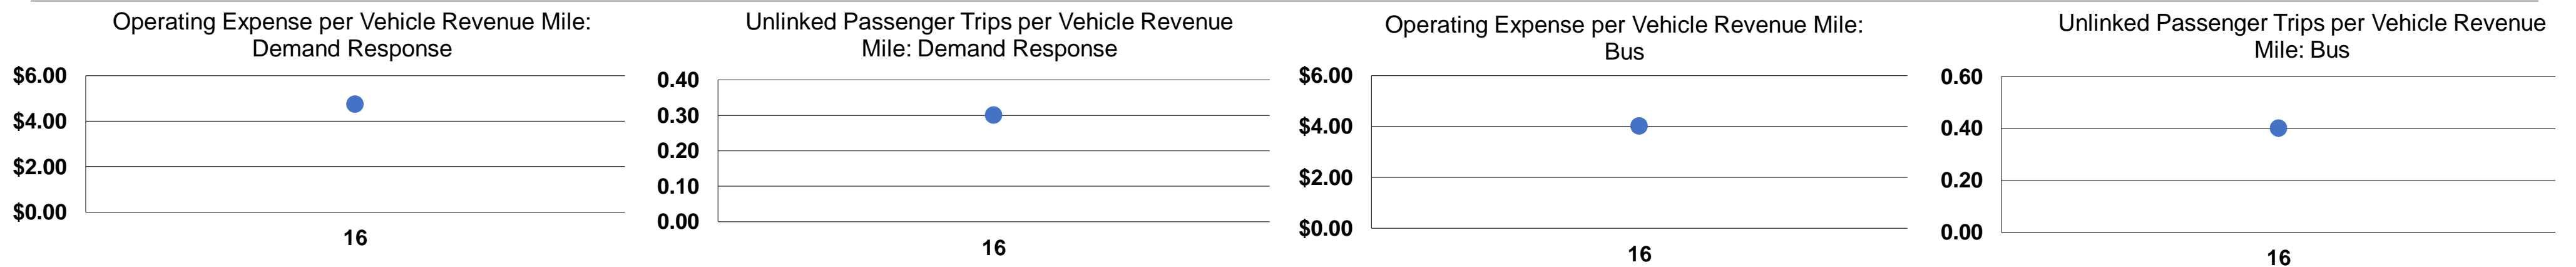 Operating Expense per Vehicle Revenue Mile:
Demand Response
$6.00
$4.00
$2.00
$0.00
16
Unlinked Passenger Trips per Vehicle Revenue
Mile: Demand Response
0.40
0.30
0.20
0.10
0.00
16
Operating Expense per Vehicle Revenue Mile:
Bus
$6.00
$4.00
$2.00
$0.00
16
Unlinked Passenger Trips per Vehicle Revenue
Mile: Bus
0.60
0.40
0.20
0.00
16